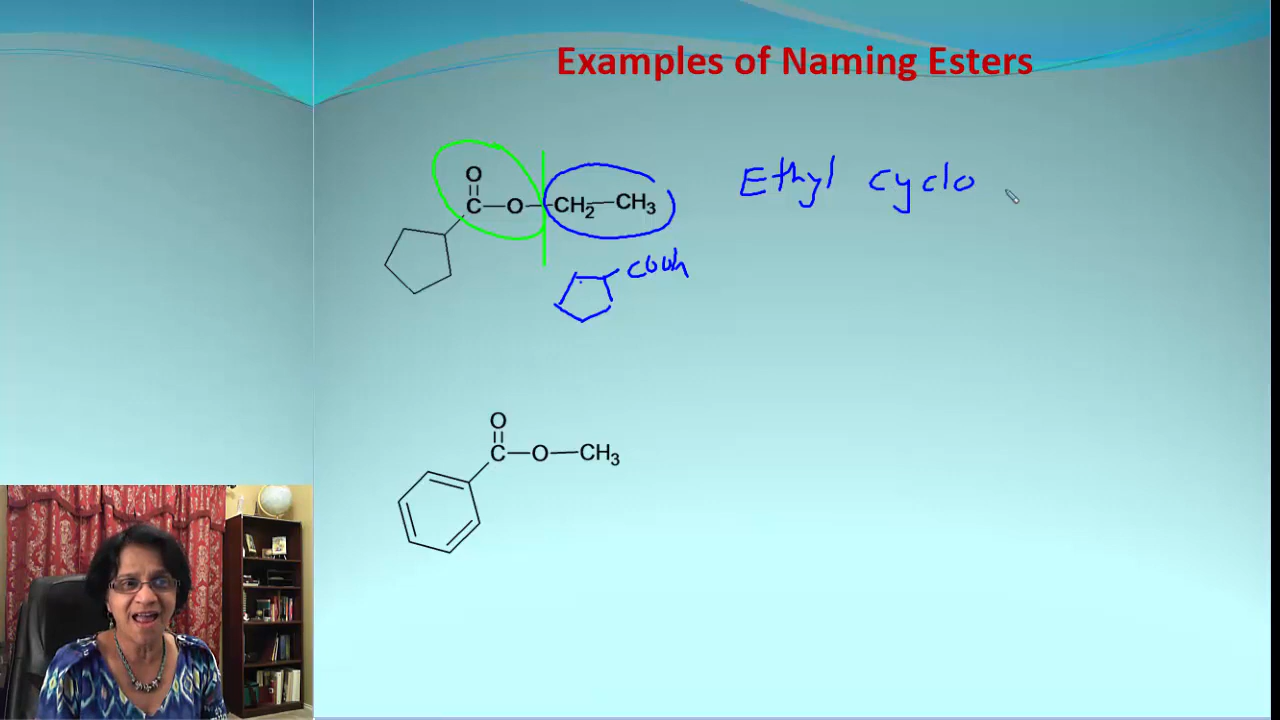 Examples of Naming Esters
O
C—O—CH2—CH3
Ethyl cyclo
COOh
O
C—O—CH3